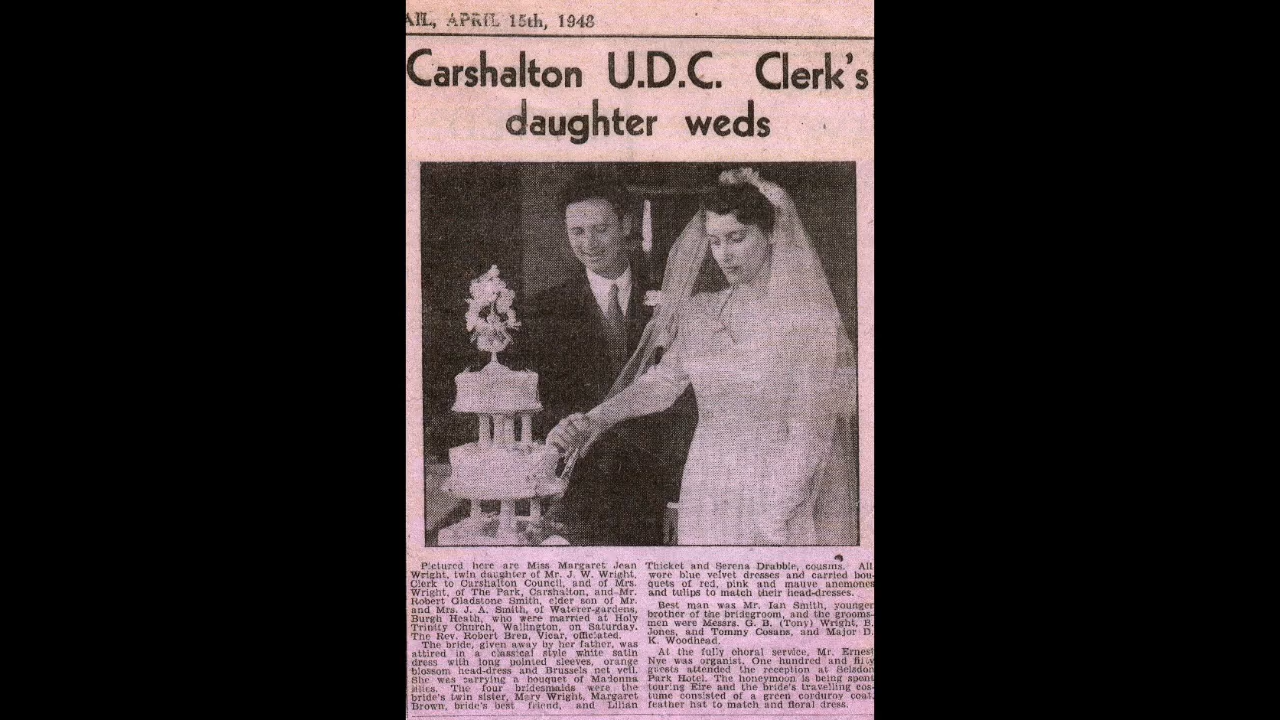 AIL, APRIL 15th, 1948
Carshalton U.D.C. Clerk's
daughter weds
Pictured here are Miss Margaret Jean
Wright, twin daughter of Mr. J. W. Wright,
Clerk to Carshalton Council, and of Mrs.
Wright, of The Park, Carshalton, and Mr.
Robert Gladstone Smith, elder son of Mr.
and Mrs. J. A. Smith, of Waterer-gardens,
Burgh Heath, who were married at Holy
Trinity Church, Wallington, on Saturday.
The Rev. Robert Bren, Vicar, officiated.
The bride, given away by her father, was
attired in a classical style white satin
dress with long pointed sleeves, orange
blossom head-dress and Brussels net veil.
She was carrying a bouquet of Madonna
lilies. The four bridesmaids were the
bride's twin sister, Mary Wright, Margaret
Brown, bride's best friend, and Lilian
Thicket and Serena Drabble, cousins. All
wore blue velvet dresses and carried bou-
quets of red, pink and mauve anemones
and tulips to match their head-dresses.
Best man was Mr. Ian Smith, younger
brother of the bridegroom, and the grooms-
men were Messrs. G. B. (Tony) Wright, B.
Jones, and Tommy Cosans, and Major D.
K. Woodhead.
At the fully choral service, Mr. Ernest
Nye was organist. One hundred and fifty
guests attended the reception at Selsdon
Park Hotel. The honeymoon is being spent
touring Eire and the bride's travelling cos-
tume consisted of a green corduroy coat,
feather hat to match and floral dress.